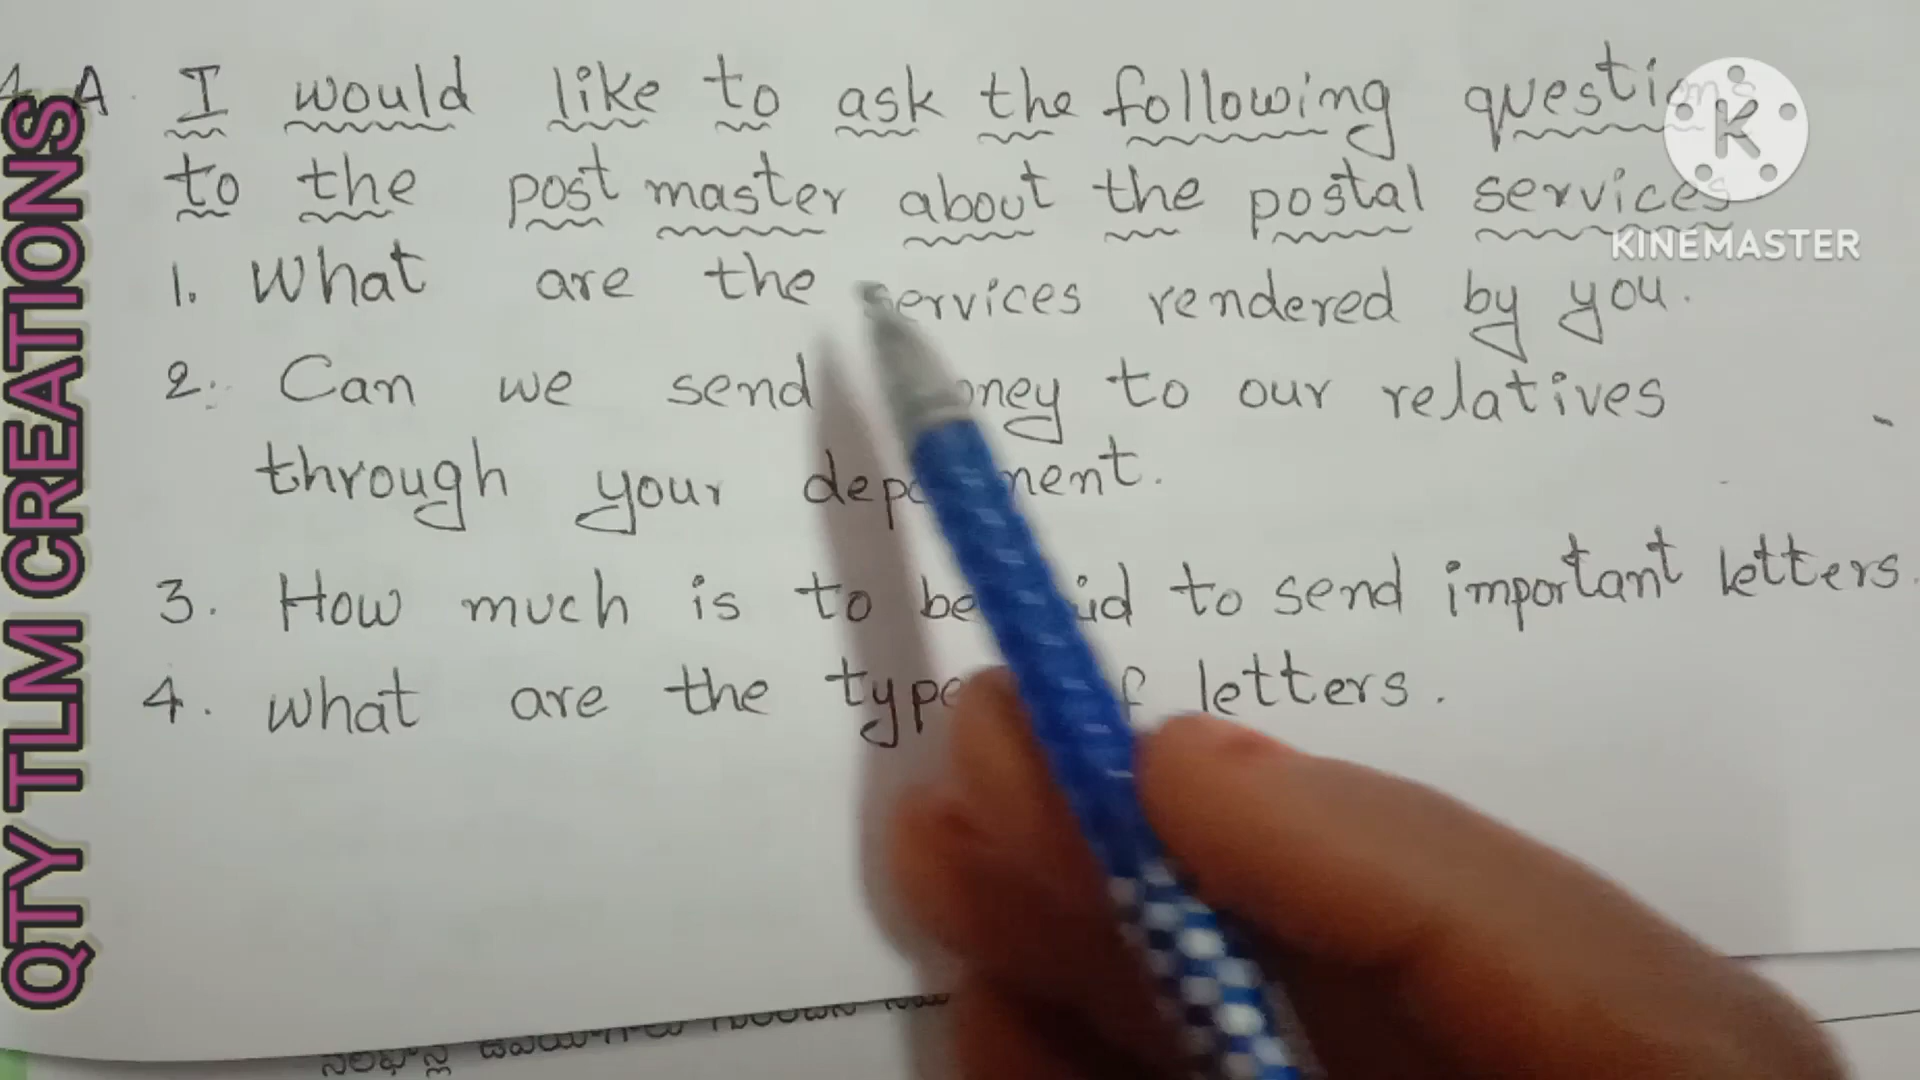 A. I would like to ask the following
to the post master about the postal services
1. What are the services rendered by you.
2. Can we send to our relatives
through your
3. How much is to be to send important letters.
4. what are the letters.
QTY TLM CREATIONS
K
KINEMASTER